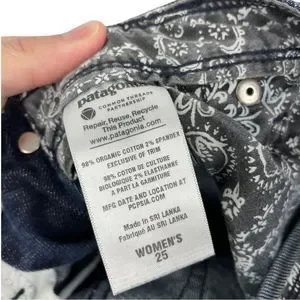 patagonia
COMMON THREADS
PARTNERSHIP
Repair, Reuse, Recycle
This Product
www.patagonia.com
98% ORGANIC COTTON 2% SPANDEX
EXCLUSIVE OF TRIM
98% COTON DE CULTURE
BIOLOGIQUE 2% ELASTHANNE
A PART LA GARNITURE
MFG DATE AND LOCATION AT
PCPSIA.COM
MADE IN SRI LANKA
FABRIQUÉ AU SRI LANKA
WOMEN'S
25